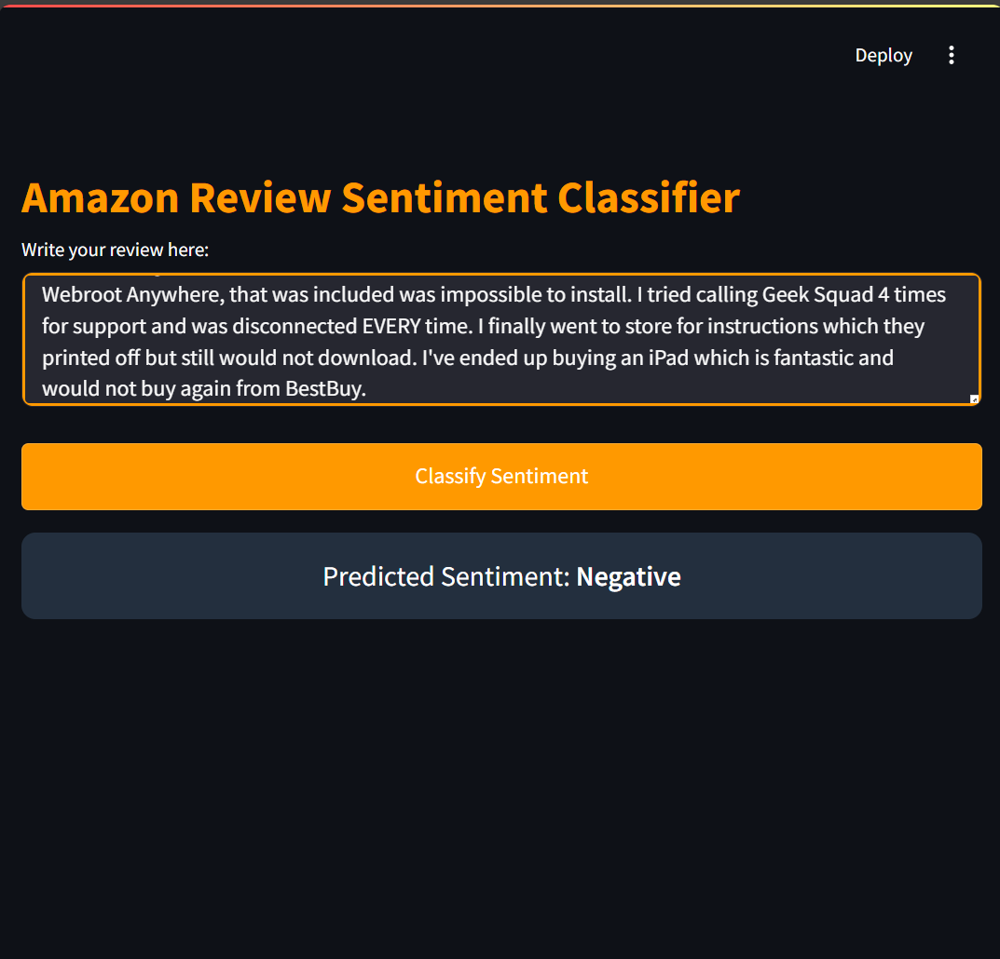 Deploy
Amazon Review Sentiment Classifier
Write your review here:
Webroot Anywhere, that was included was impossible to install. I tried calling Geek Squad 4 times
for support and was disconnected EVERY time. I finally went to store for instructions which they
printed off but still would not download. I've ended up buying an iPad which is fantastic and
would not buy again from BestBuy.
Classify Sentiment
Predicted Sentiment: Negative